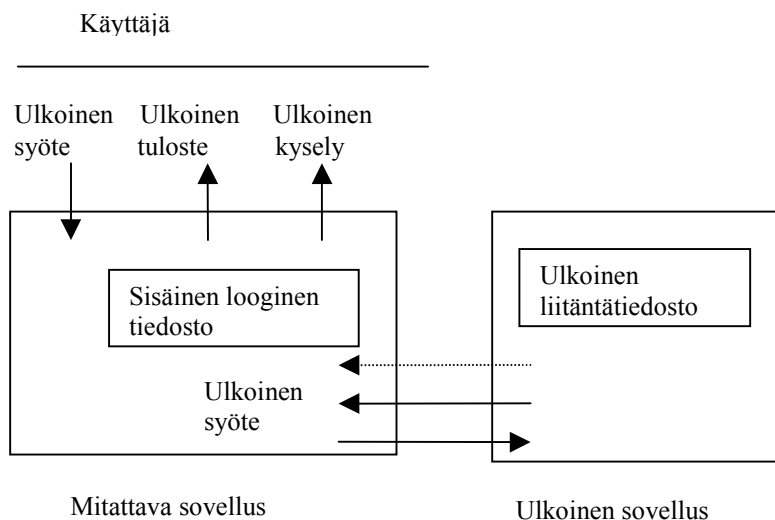 Käyttäjä
Ulkoinen syöte
Ulkoinen tuloste
Ulkoinen kysely
Sisäinen looginen
tiedosto
Ulkoinen
liitäntätiedosto
Ulkoinen
syöte
Mitattava sovellus
Ulkoinen sovellus